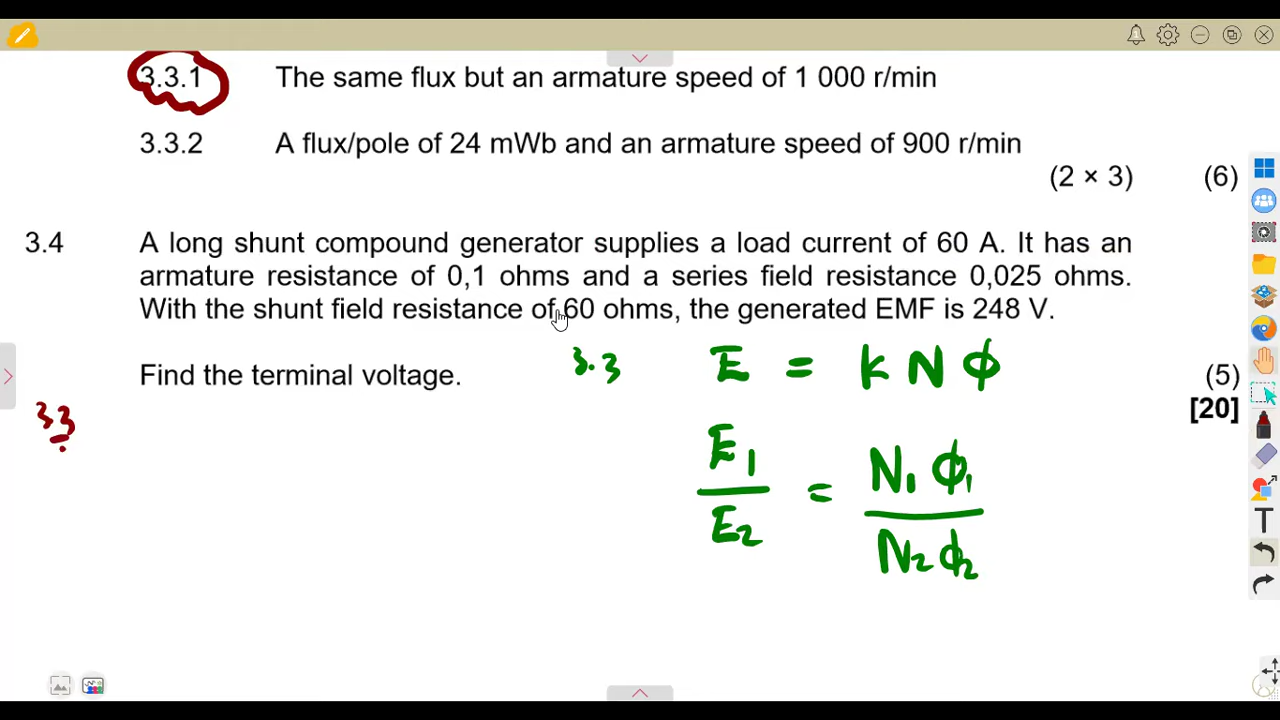 3.3.1 The same flux but an armature speed of 1 000 r/min
3.3.2 A flux/pole of 24 mWb and an armature speed of 900 r/min
(2 × 3) (6)
3.4 A long shunt compound generator supplies a load current of 60 A. It has an
armature resistance of 0,1 ohms and a series field resistance 0,025 ohms.
With the shunt field resistance of 60 ohms, the generated EMF is 248 V.
3.3 E = K N ϕ
Find the terminal voltage. (5)
[20]
3.3
E1 / E2 = N1 ϕ1 / N2 ϕ2
T